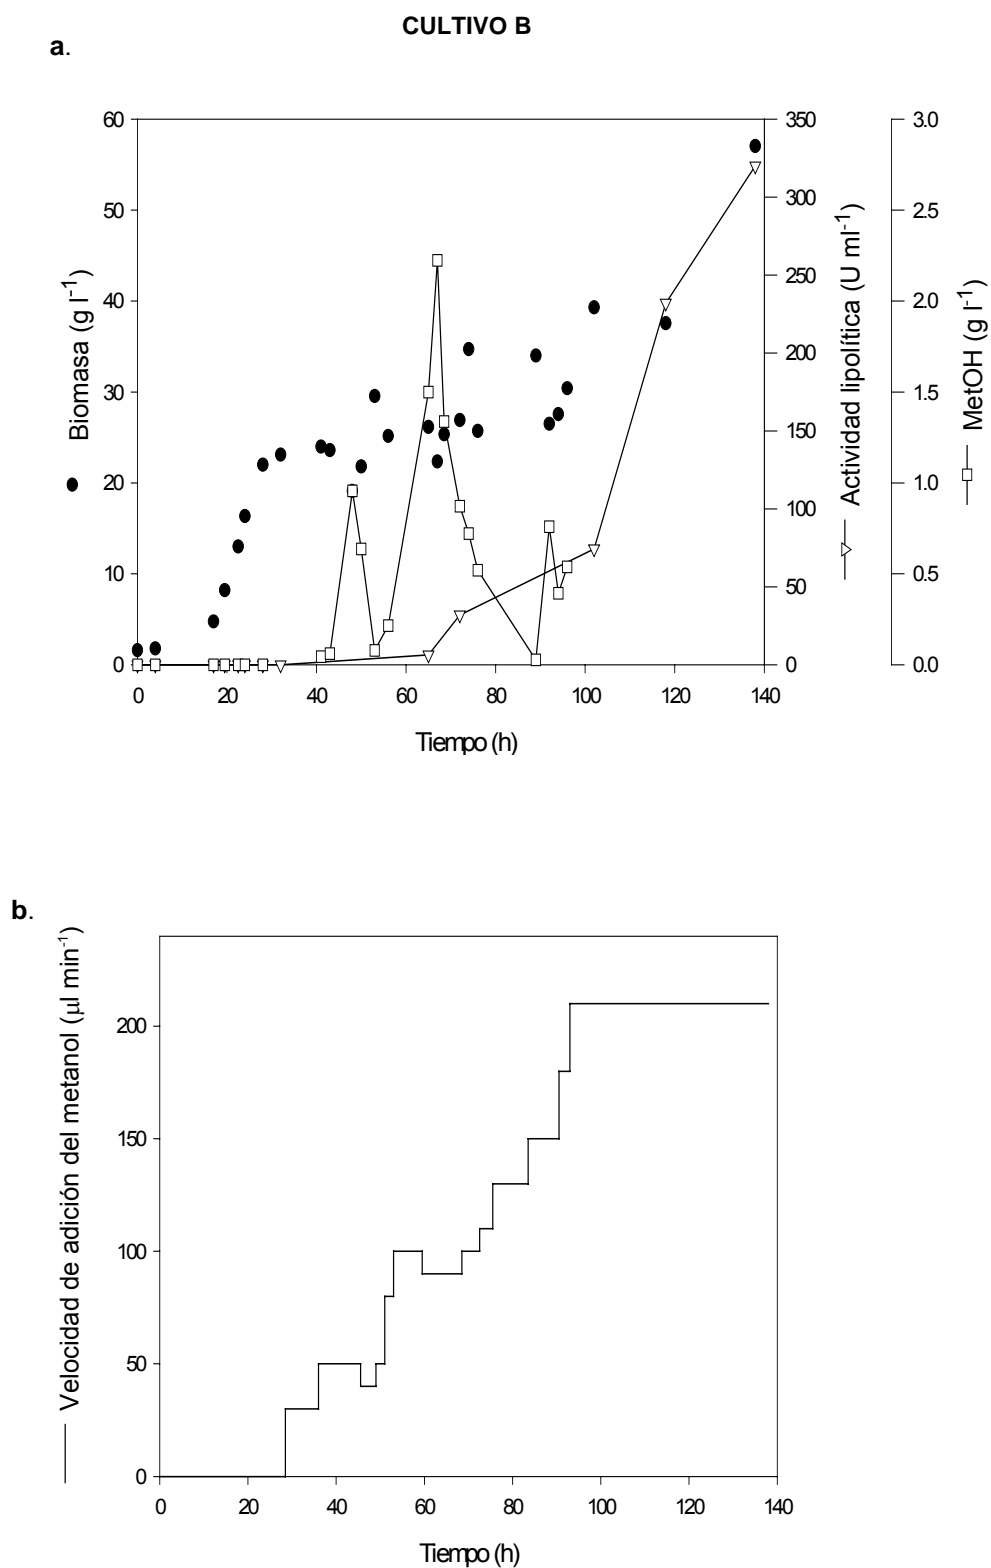 CULTIVO B
a.
Biomasa (g l-1)
60
50
40
30
20
10
0
350
300
250
200
150
100
50
0
Actividad lipolítica (U ml-1)
3.0
2.5
2.0
1.5
1.0
0.5
0.0
MetOH (g l-1)
0 20 40 60 80 100 120 140
Tiempo (h)
b.
Velocidad de adición del metanol (µl min-1)
200
150
100
50
0
0 20 40 60 80 100 120 140
Tiempo (h)